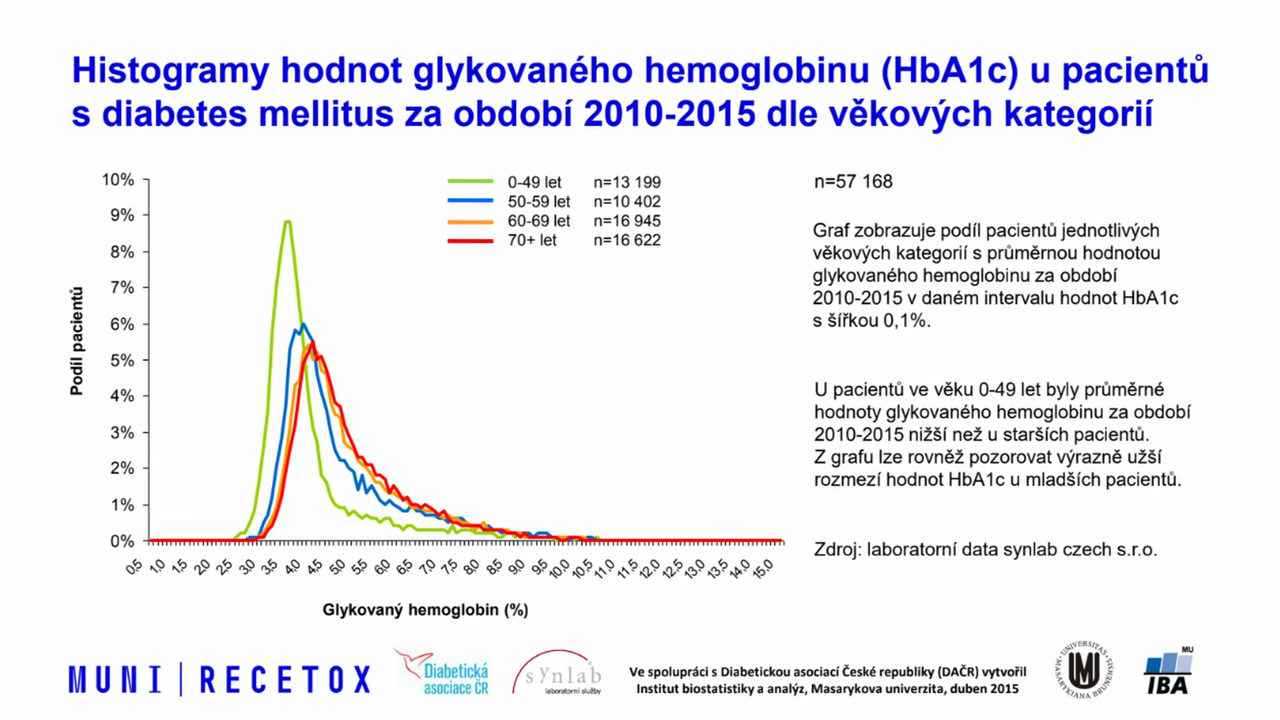 Histogramy hodnot glykovaného hemoglobinu (HbA1c) u pacientů
s diabetes mellitus za období 2010-2015 dle věkových kategorií
10%
9%
8%
7%
6%
5%
4%
3%
2%
1%
0%
Podíl pacientů
0-49 let n=13 199
50-59 let n=10 402
60-69 let n=16 945
70+ let n=16 622
0,5 1,0 1,5 2,0 2,5 3,0 3,5 4,0 4,5 5,0 5,5 6,0 6,5 7,0 7,5 8,0 8,5 9,0 9,5 10,0 10,5 11,0 11,5 12,0 12,5 13,0 13,5 14,0 15,0
Glykovaný hemoglobin (%)
n=57 168
Graf zobrazuje podíl pacientů jednotlivých
věkových kategorií s průměrnou hodnotou
glykovaného hemoglobinu za období
2010-2015 v daném intervalu hodnot HbA1c
s šířkou 0,1%.
U pacientů ve věku 0-49 let byly průměrné
hodnoty glykovaného hemoglobinu za období
2010-2015 nižší než u starších pacientů.
Z grafu lze rovněž pozorovat výrazně užší
rozmezí hodnot HbA1c u mladších pacientů.
Zdroj: laboratorní data synlab czech s.r.o.
MUNI | RECETOX
Diabetická
asociace ČR
synlab
laboratorní služby
Ve spolupráci s Diabetickou asociací České republiky (DAČR) vytvořil
Institut biostatistiky a analýz, Masarykova univerzita, duben 2015
UNIVERSITAS MASARYKIANA BRUNENSIS
MU
IBA